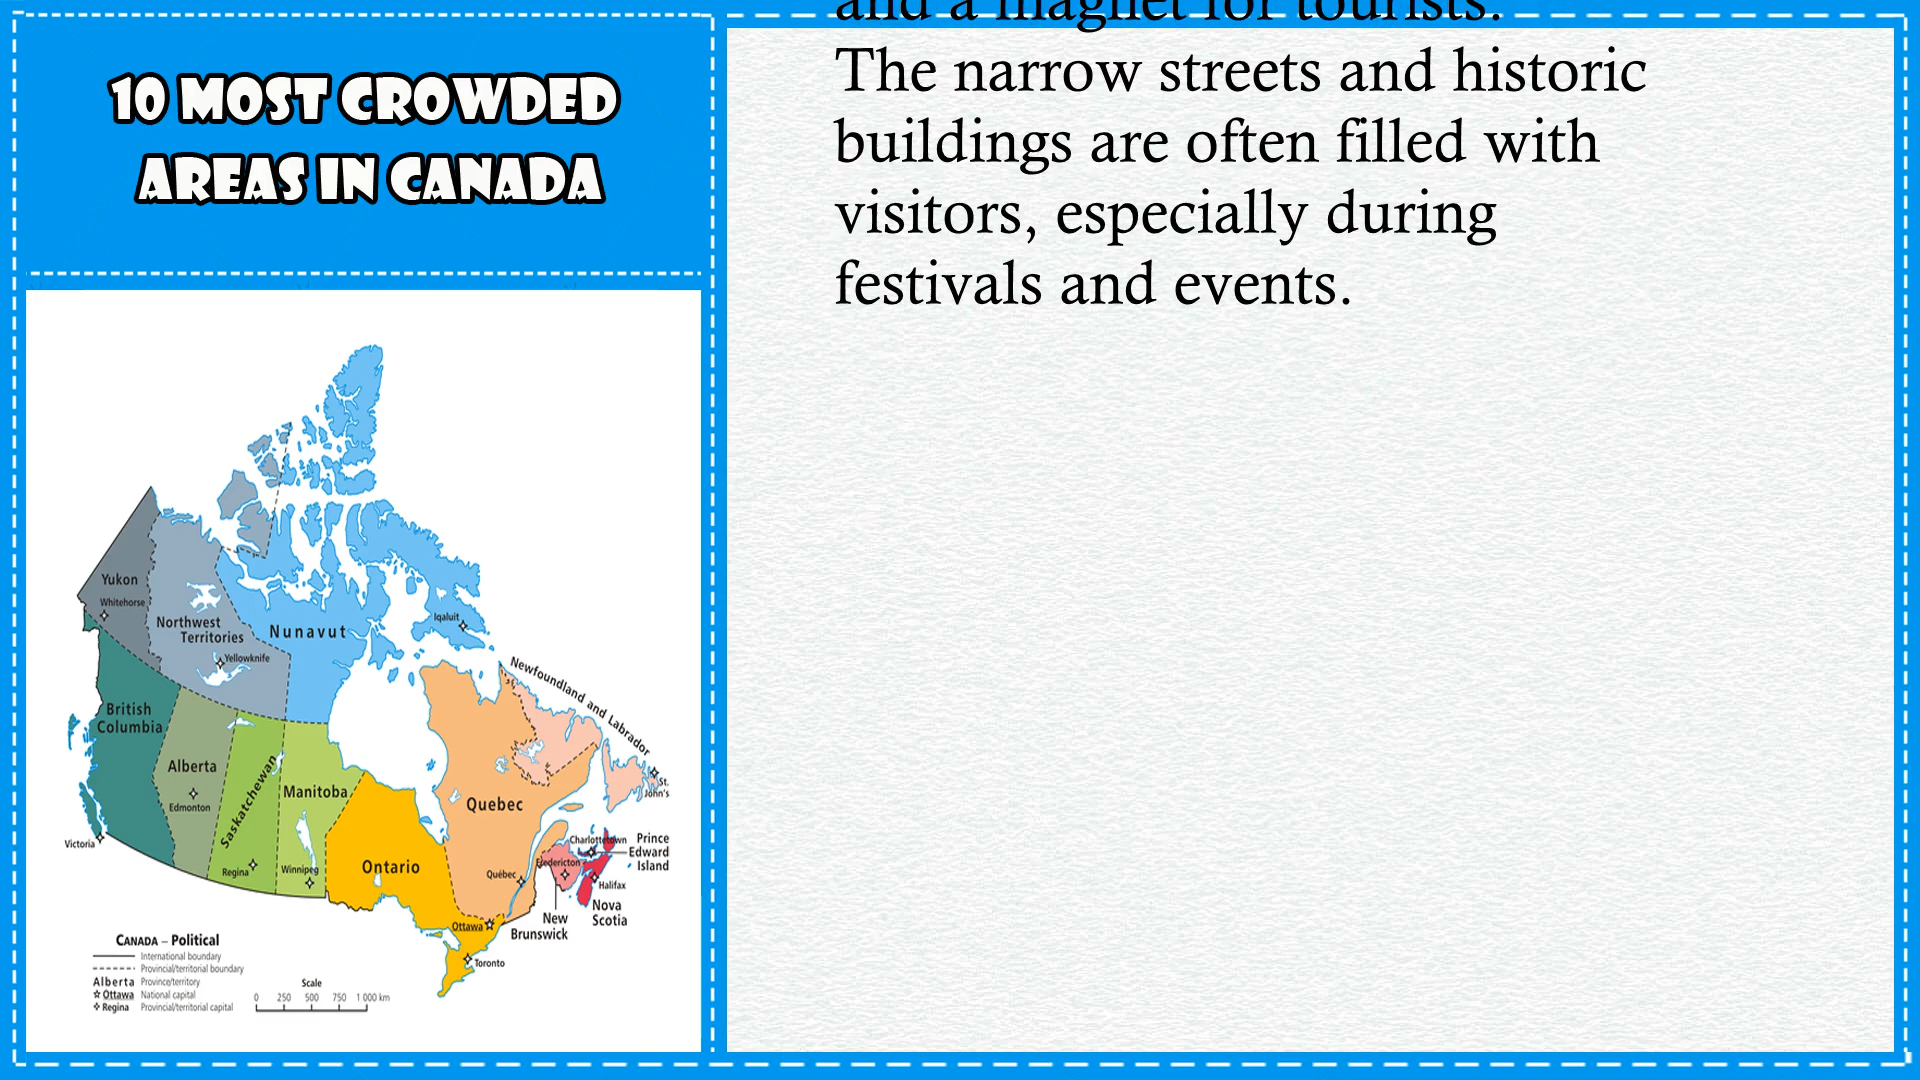 10 MOST CROWDED
AREAS IN CANADA
and a magnet for tourists.
The narrow streets and historic
buildings are often filled with
visitors, especially during
festivals and events.
Yukon
Whitehorse
Northwest
Territories
Yellowknife
Nunavut
Iqaluit
Newfoundland and Labrador
British
Columbia
Alberta
Edmonton
Saskatchewan
Manitoba
Quebec
St.
John's
Victoria
Regina
Winnipeg
Ontario
Québec
Charlottetown
Prince
Edward
Island
Fredericton
Halifax
Nova
Scotia
New
Brunswick
Ottawa
Toronto
CANADA – Political
International boundary
Provincial/territorial boundary
Alberta Province/territory
Ottawa National capital
Regina Provincial/territorial capital
Scale
0 250 500 750 1 000 km